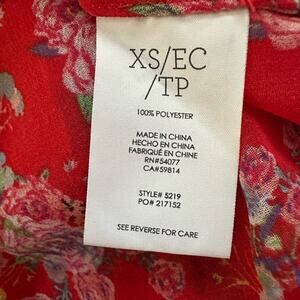 XS/EC
/TP
100% POLYESTER
MADE IN CHINA
HECHO EN CHINA
FABRIQUÉ EN CHINE
RN#54077
CA#59814
STYLE# 5219
PO# 217152
SEE REVERSE FOR CARE